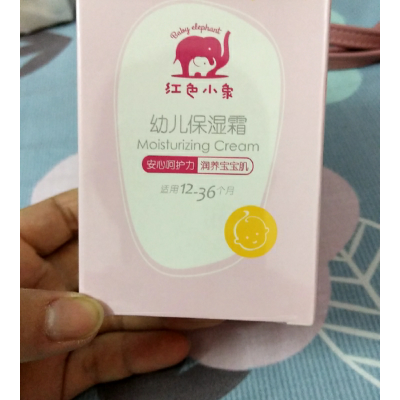 Baby elephant
红色小象
幼儿保湿霜
Moisturizing Cream
安心呵护力 润养宝宝肌
适用12-36个月